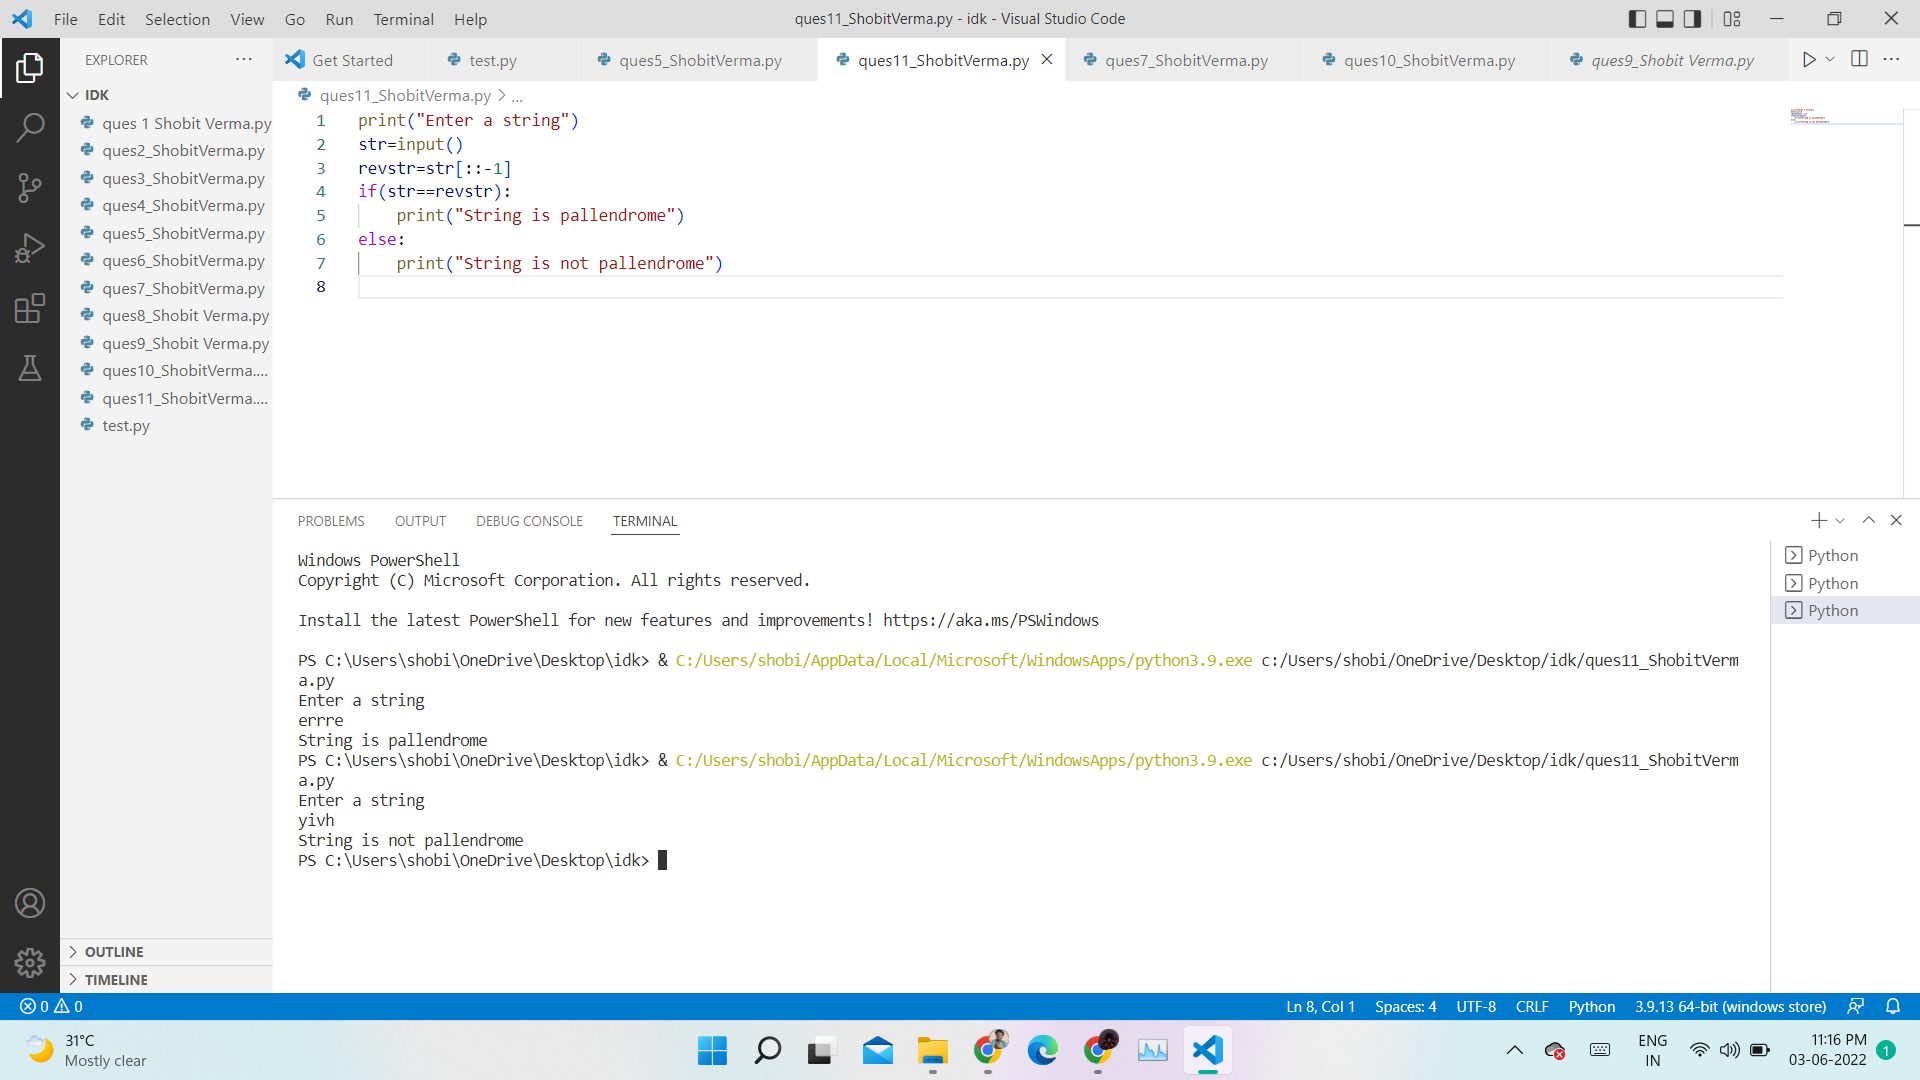 File Edit Selection View Go Run Terminal Help
ques11_ShobitVerma.py - idk - Visual Studio Code
EXPLORER
Get Started
test.py
ques5_ShobitVerma.py
ques11_ShobitVerma.py
ques7_ShobitVerma.py
ques10_ShobitVerma.py
ques9_Shobit Verma.py
IDK
ques 1 Shobit Verma.py
ques2_ShobitVerma.py
ques3_ShobitVerma.py
ques4_ShobitVerma.py
ques5_ShobitVerma.py
ques6_ShobitVerma.py
ques7_ShobitVerma.py
ques8_Shobit Verma.py
ques9_Shobit Verma.py
ques10_ShobitVerma....
ques11_ShobitVerma....
test.py
OUTLINE
TIMELINE
ques11_ShobitVerma.py > ...
1 print("Enter a string")
2 str=input()
3 revstr=str[::-1]
4 if(str==revstr):
5 print("String is pallendrome")
6 else:
7 print("String is not pallendrome")
8
PROBLEMS OUTPUT DEBUG CONSOLE TERMINAL
Windows PowerShell
Copyright (C) Microsoft Corporation. All rights reserved.
Install the latest PowerShell for new features and improvements! https://aka.ms/PSWindows
PS C:\Users\shobi\OneDrive\Desktop\idk> & C:/Users/shobi/AppData/Local/Microsoft/WindowsApps/python3.9.exe c:/Users/shobi/OneDrive/Desktop/idk/ques11_ShobitVerm
a.py
Enter a string
errre
String is pallendrome
PS C:\Users\shobi\OneDrive\Desktop\idk> & C:/Users/shobi/AppData/Local/Microsoft/WindowsApps/python3.9.exe c:/Users/shobi/OneDrive/Desktop/idk/ques11_ShobitVerm
a.py
Enter a string
yivh
String is not pallendrome
PS C:\Users\shobi\OneDrive\Desktop\idk>
Python
Python
Python
0 0
Ln 8, Col 1 Spaces: 4 UTF-8 CRLF Python 3.9.13 64-bit (windows store)
31°C
Mostly clear
ENG
IN
11:16 PM
03-06-2022
1